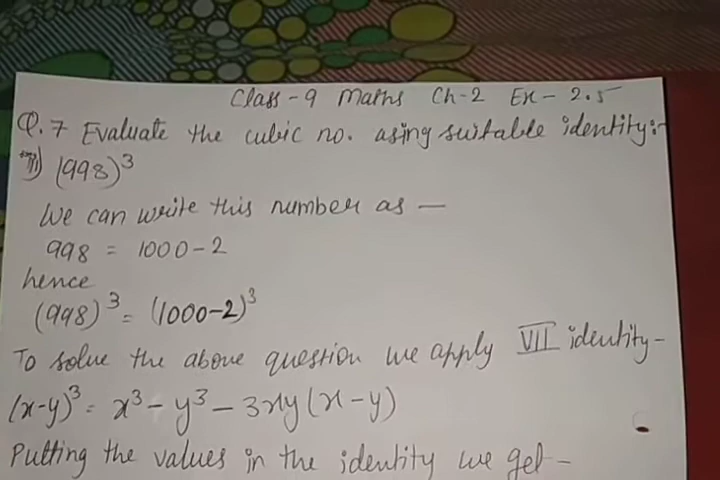 Class-9 Maths Ch-2 Ex- 2.5
Q.7 Evaluate the cubic no. using suitable identity:-
iii) (998)³
We can write this number as —
998 = 1000-2
hence
(998)³ = (1000-2)³
To solve the above question we apply VII identity-
(x-y)³ = x³ - y³ - 3xy(x-y)
Putting the values in the identity we get -